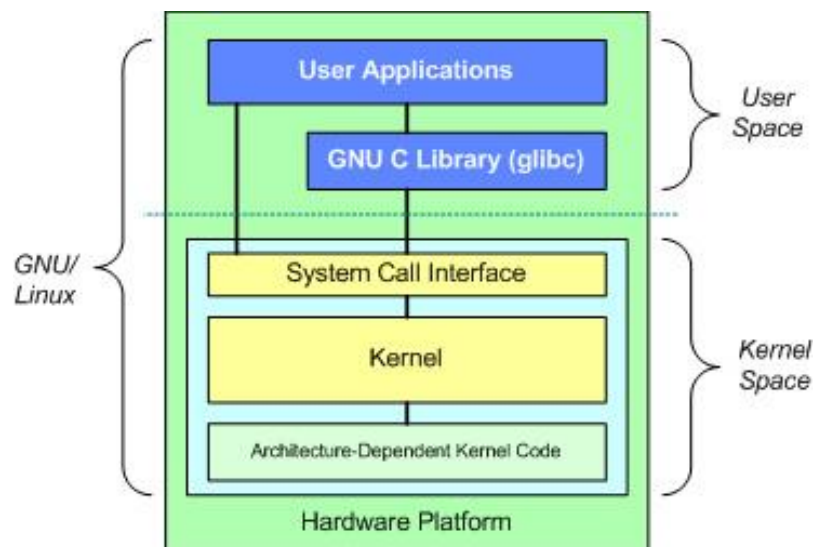 User Applications
User
Space
GNU C Library (glibc)
GNU/
Linux
System Call Interface
Kernel
Kernel
Space
Architecture-Dependent Kernel Code
Hardware Platform